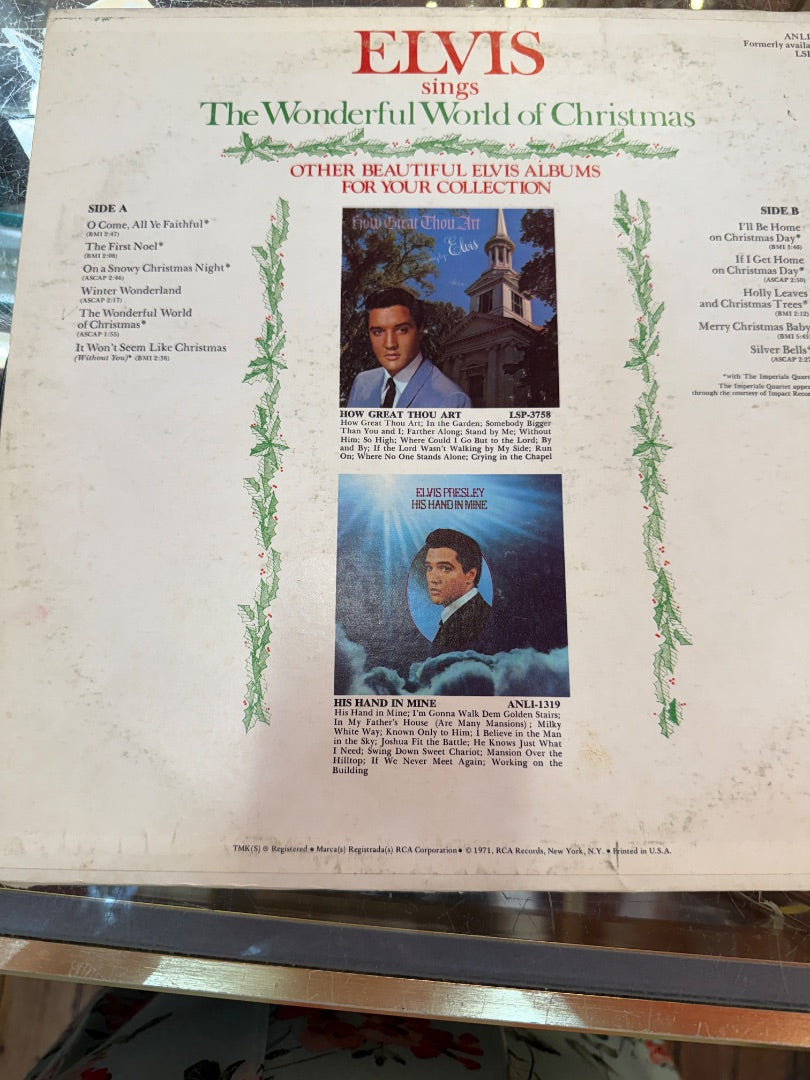 ELVIS
sings
The Wonderful World of Christmas
ANL1
Formerly
OTHER BEAUTIFUL ELVIS ALBUMS
FOR YOUR COLLECTION
SIDE A
O Come, All Ye Faithful*
(BMI 2:47)
The First Noel*
(BMI 2:08)
On a Snowy Christmas Night*
(ASCAP 2:46)
Winter Wonderland
(ASCAP 2:17)
The Wonderful World
of Christmas*
(ASCAP 1:55)
It Won't Seem Like Christmas
(Without You)* (BMI 2:38)
How Great Thou Art
by Elvis
HOW GREAT THOU ART LSP-3758
How Great Thou Art; In the Garden; Somebody Bigger
Than You and I; Farther Along; Stand by Me; Without
Him; So High; Where Could I Go But to the Lord; By
and By; If the Lord Wasn't Walking by My Side; Run
On; Where No One Stands Alone; Crying in the Chapel
ELVIS PRESLEY
HIS HAND IN MINE
HIS HAND IN MINE ANL1-1319
His Hand in Mine; I'm Gonna Walk Dem Golden Stairs;
In My Father's House (Are Many Mansions); Milky
White Way; Known Only to Him; I Believe in the Man
in the Sky; Joshua Fit the Battle; He Knows Just What
I Need; Swing Down Sweet Chariot; Mansion Over the
Hilltop; If We Never Meet Again; Working on the
Building
SIDE B
I'll Be Home
on Christmas Day*
(BMI 3:46)
If I Get Home
on Christmas Day*
(ASCAP 2:50)
Holly Leaves
and Christmas Trees*
(BMI 2:12)
Merry Christmas Baby
(BMI 5:45
Silver Bells*
(ASCAP 2:27
*with The Imperials
The Imperials Quartet
through the courtesy of Impact
TMK(S) ® Registered • Marca(s) Registrada(s) RCA Corporation • © 1971, RCA Records, New York, N.Y. • Printed in U.S.A.